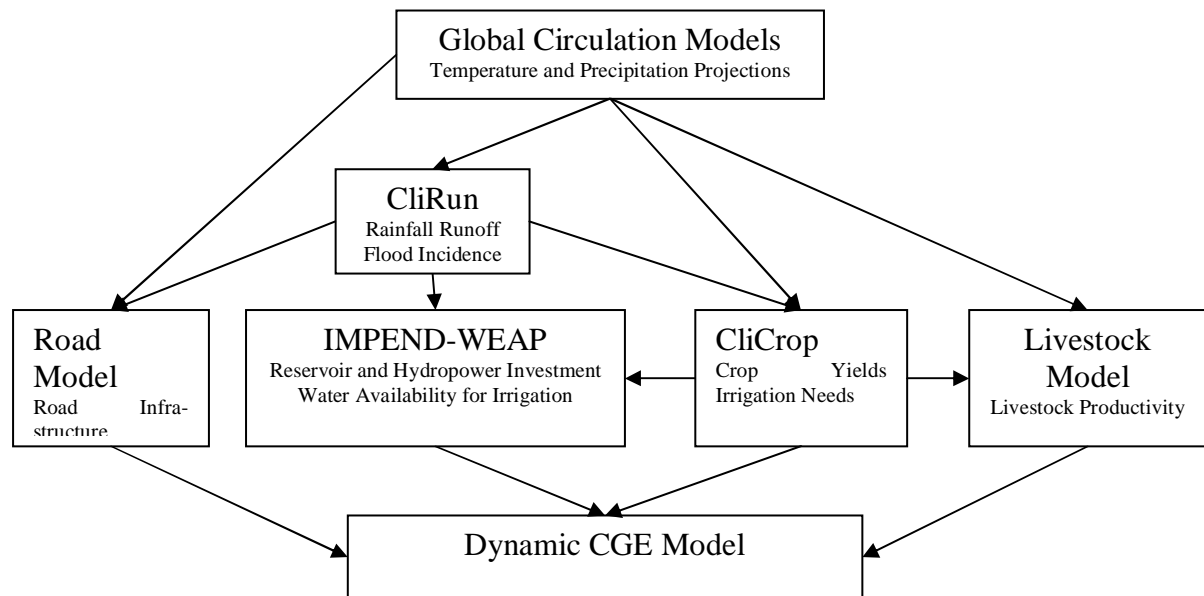 Global Circulation Models
Temperature and Precipitation Projections
CliRun
Rainfall Runoff
Flood Incidence
Road
Model
Road Infra-
structure
IMPEND-WEAP
Reservoir and Hydropower Investment
Water Availability for Irrigation
CliCrop
Crop Yields
Irrigation Needs
Livestock
Model
Livestock Productivity
Dynamic CGE Model